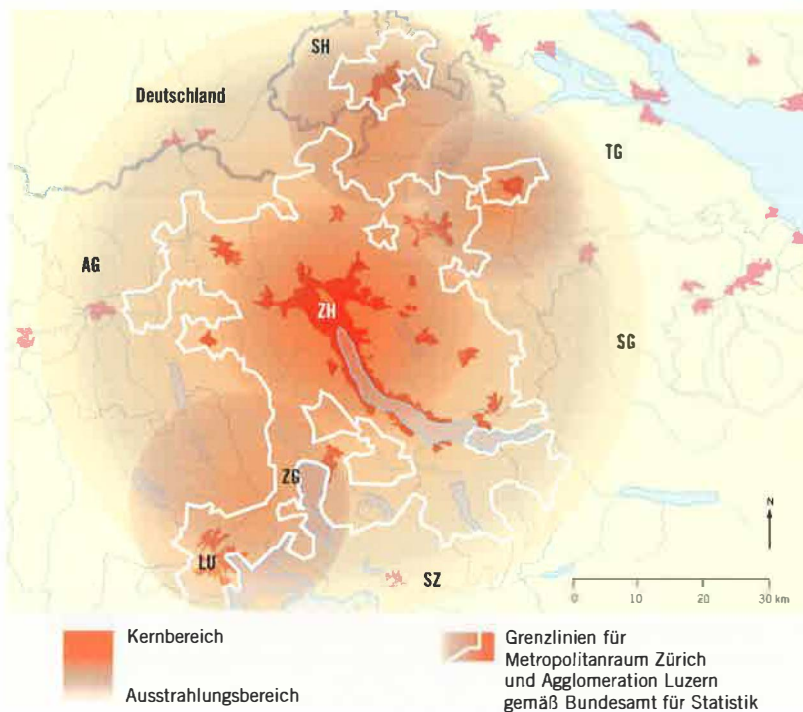 SH
Deutschland
TG
AG
ZH
SG
ZG
LU
SZ
N
0 10 20 30 km
Kernbereich
Ausstrahlungsbereich
Grenzlinien für
Metropolitanraum Zürich
und Agglomeration Luzern
gemäß Bundesamt für Statistik